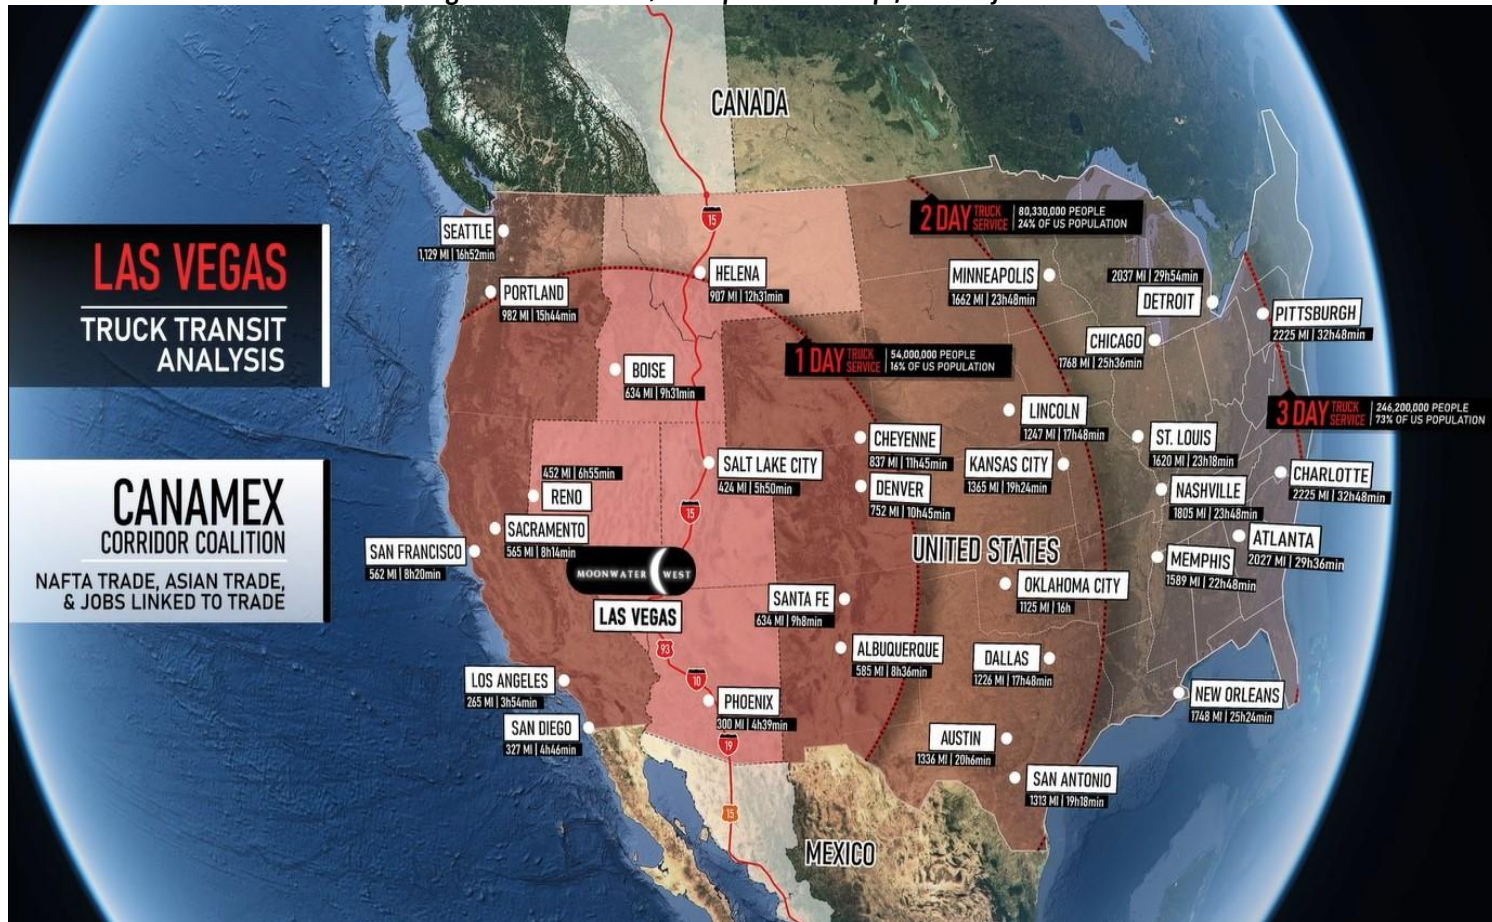 CANADA
LAS VEGAS
TRUCK TRANSIT
ANALYSIS
CANAMEX
CORRIDOR COALITION
NAFTA TRADE, ASIAN TRADE,
& JOBS LINKED TO TRADE
15
2 DAY TRUCK SERVICE
80,330,000 PEOPLE
24% OF US POPULATION
SEATTLE
1,129 MI | 16h52min
HELENA
907 MI | 12h31min
PORTLAND
982 MI | 15h44min
MINNEAPOLIS
1662 MI | 23h48min
2037 MI | 29h54min
DETROIT
PITTSBURGH
2225 MI | 32h48min
CHICAGO
1768 MI | 25h36min
1 DAY TRUCK SERVICE
54,000,000 PEOPLE
16% OF US POPULATION
BOISE
634 MI | 9h31min
3 DAY TRUCK SERVICE
246,200,000 PEOPLE
73% OF US POPULATION
LINCOLN
1247 MI | 17h48min
CHEYENNE
837 MI | 11h45min
ST. LOUIS
1620 MI | 23h18min
SALT LAKE CITY
424 MI | 5h50min
KANSAS CITY
1365 MI | 19h24min
CHARLOTTE
2225 MI | 32h48min
452 MI | 6h55min
RENO
DENVER
752 MI | 10h45min
NASHVILLE
1805 MI | 23h48min
15
SACRAMENTO
565 MI | 8h14min
SAN FRANCISCO
562 MI | 8h20min
UNITED STATES
ATLANTA
2027 MI | 29h36min
MEMPHIS
1589 MI | 22h48min
MOONWATER WEST
LAS VEGAS
OKLAHOMA CITY
1125 MI | 16h
SANTA FE
634 MI | 9h8min
93
ALBUQUERQUE
585 MI | 8h36min
DALLAS
1226 MI | 17h48min
LOS ANGELES
265 MI | 3h54min
10
PHOENIX
300 MI | 4h39min
NEW ORLEANS
1748 MI | 25h24min
SAN DIEGO
327 MI | 4h46min
19
AUSTIN
1336 MI | 20h6min
SAN ANTONIO
1313 MI | 19h18min
15
MEXICO